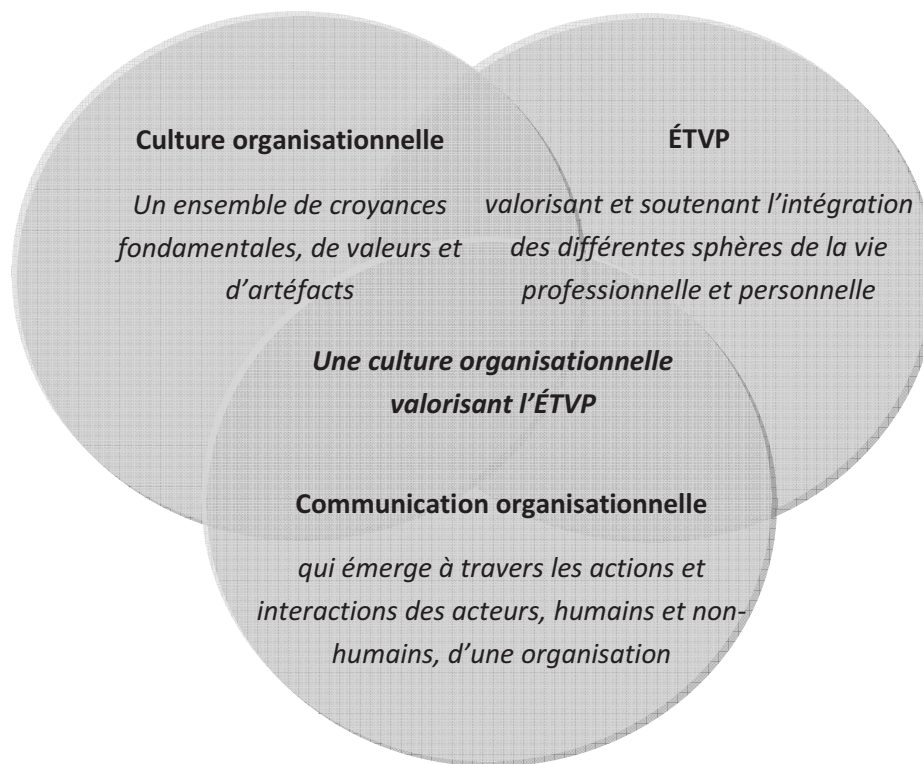 Culture organisationnelle
Un ensemble de croyances
fondamentales, de valeurs et
d’artéfacts
ÉTVP
valorisant et soutenant l’intégration
des différentes sphères de la vie
professionnelle et personnelle
Une culture organisationnelle
valorisant l’ÉTVP
Communication organisationnelle
qui émerge à travers les actions et
interactions des acteurs, humains et non-
humains, d’une organisation